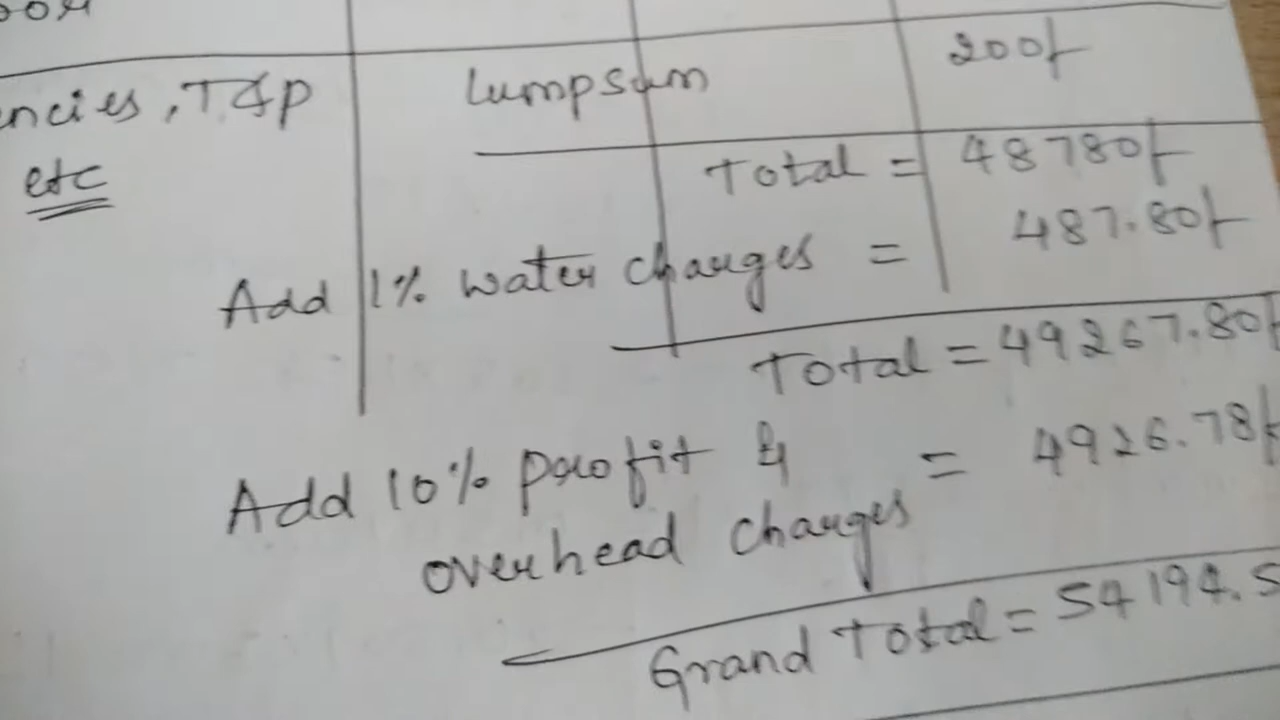 ncies, T&P Lumpsum 200/-
etc
Total = 48780/-
Add 1% water charges = 487.80/-
Total = 49267.80/
Add 10% profit & = 4926.78/-
overhead charges
Grand Total = 54194.5